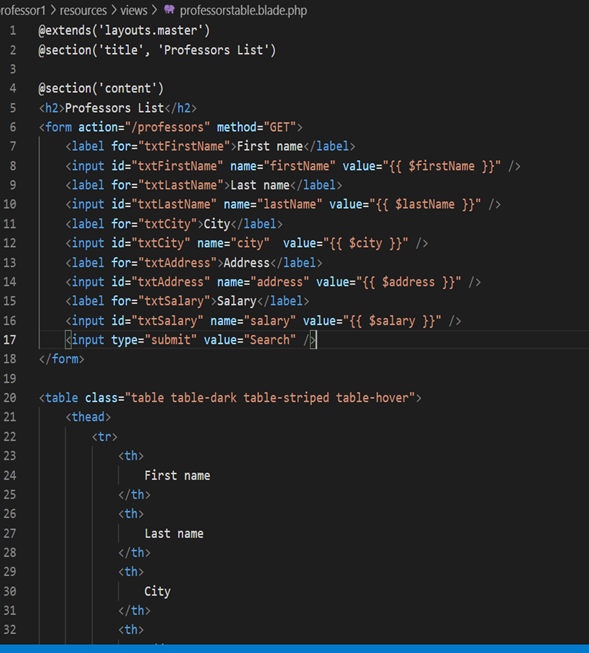 rofessor1 > resources > views > professorstable.blade.php
1 @extends('layouts.master')
2 @section('title', 'Professors List')
3
4 @section('content')
5 <h2>Professors List</h2>
6 <form action="/professors" method="GET">
7 <label for="txtFirstName">First name</label>
8 <input id="txtFirstName" name="firstName" value="{{ $firstName }}" />
9 <label for="txtLastName">Last name</label>
10 <input id="txtLastName" name="lastName" value="{{ $lastName }}" />
11 <label for="txtCity">City</label>
12 <input id="txtCity" name="city"  value="{{ $city }}" />
13 <label for="txtAddress">Address</label>
14 <input id="txtAddress" name="address" value="{{ $address }}" />
15 <label for="txtSalary">Salary</label>
16 <input id="txtSalary" name="salary" value="{{ $salary }}" />
17 <input type="submit" value="Search" />
18 </form>
19
20 <table class="table table-dark table-striped table-hover">
21 <thead>
22 <tr>
23 <th>
24 First name
25 </th>
26 <th>
27 Last name
28 </th>
29 <th>
30 City
31 </th>
32 <th>